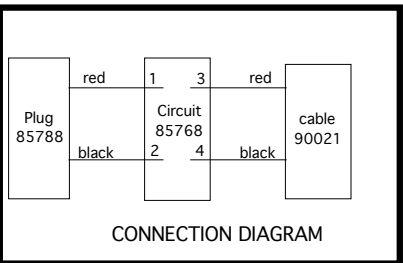 red 1 3 red
Plug
85788
Circuit
85768
cable
90021
black 2 4 black
CONNECTION DIAGRAM